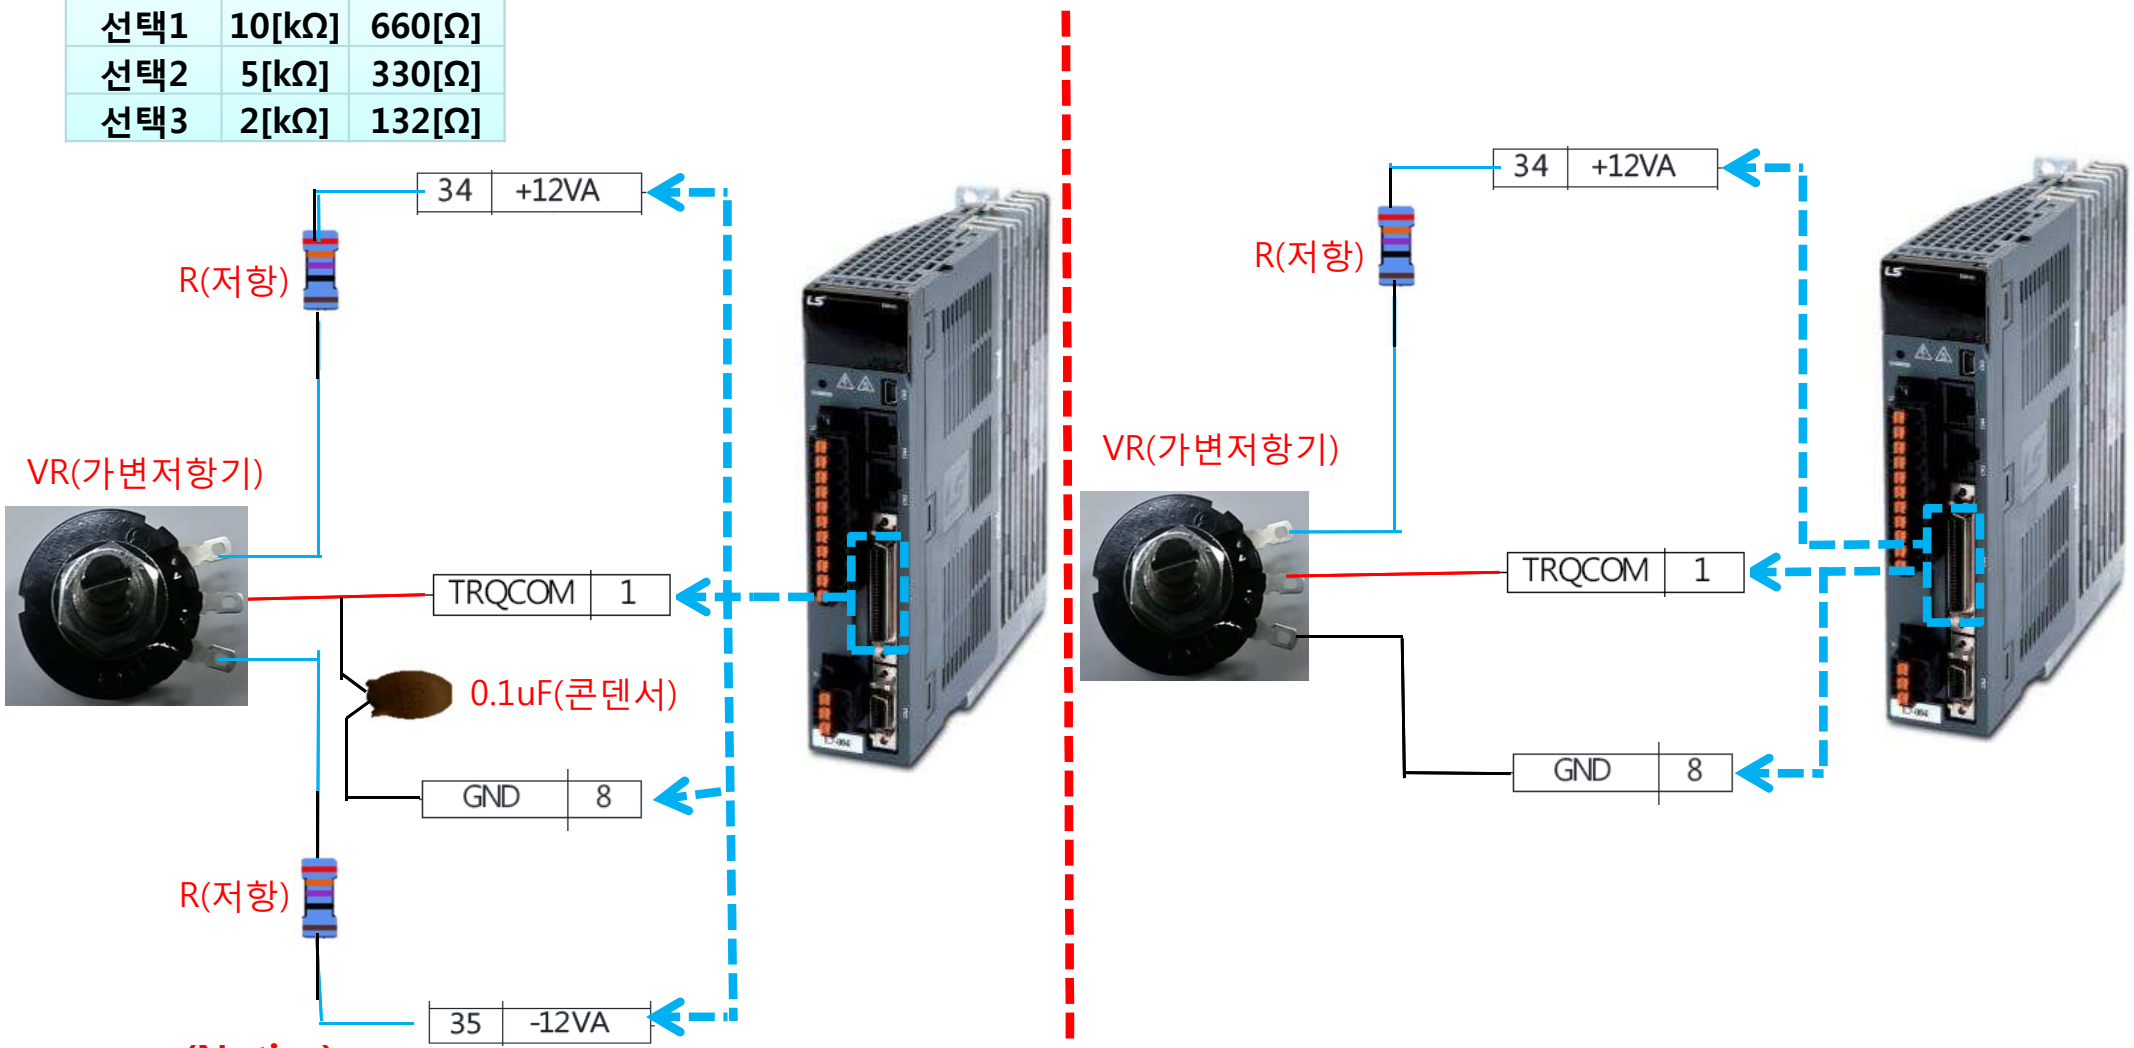 선택1 10[kΩ] 660[Ω]
선택2 5[kΩ] 330[Ω]
선택3 2[kΩ] 132[Ω]
34 +12VA
R(저항)
VR(가변저항기)
TRQCOM 1
0.1uF(콘덴서)
GND 8
R(저항)
35 -12VA
LS
34 +12VA
R(저항)
VR(가변저항기)
TRQCOM 1
GND 8
LS